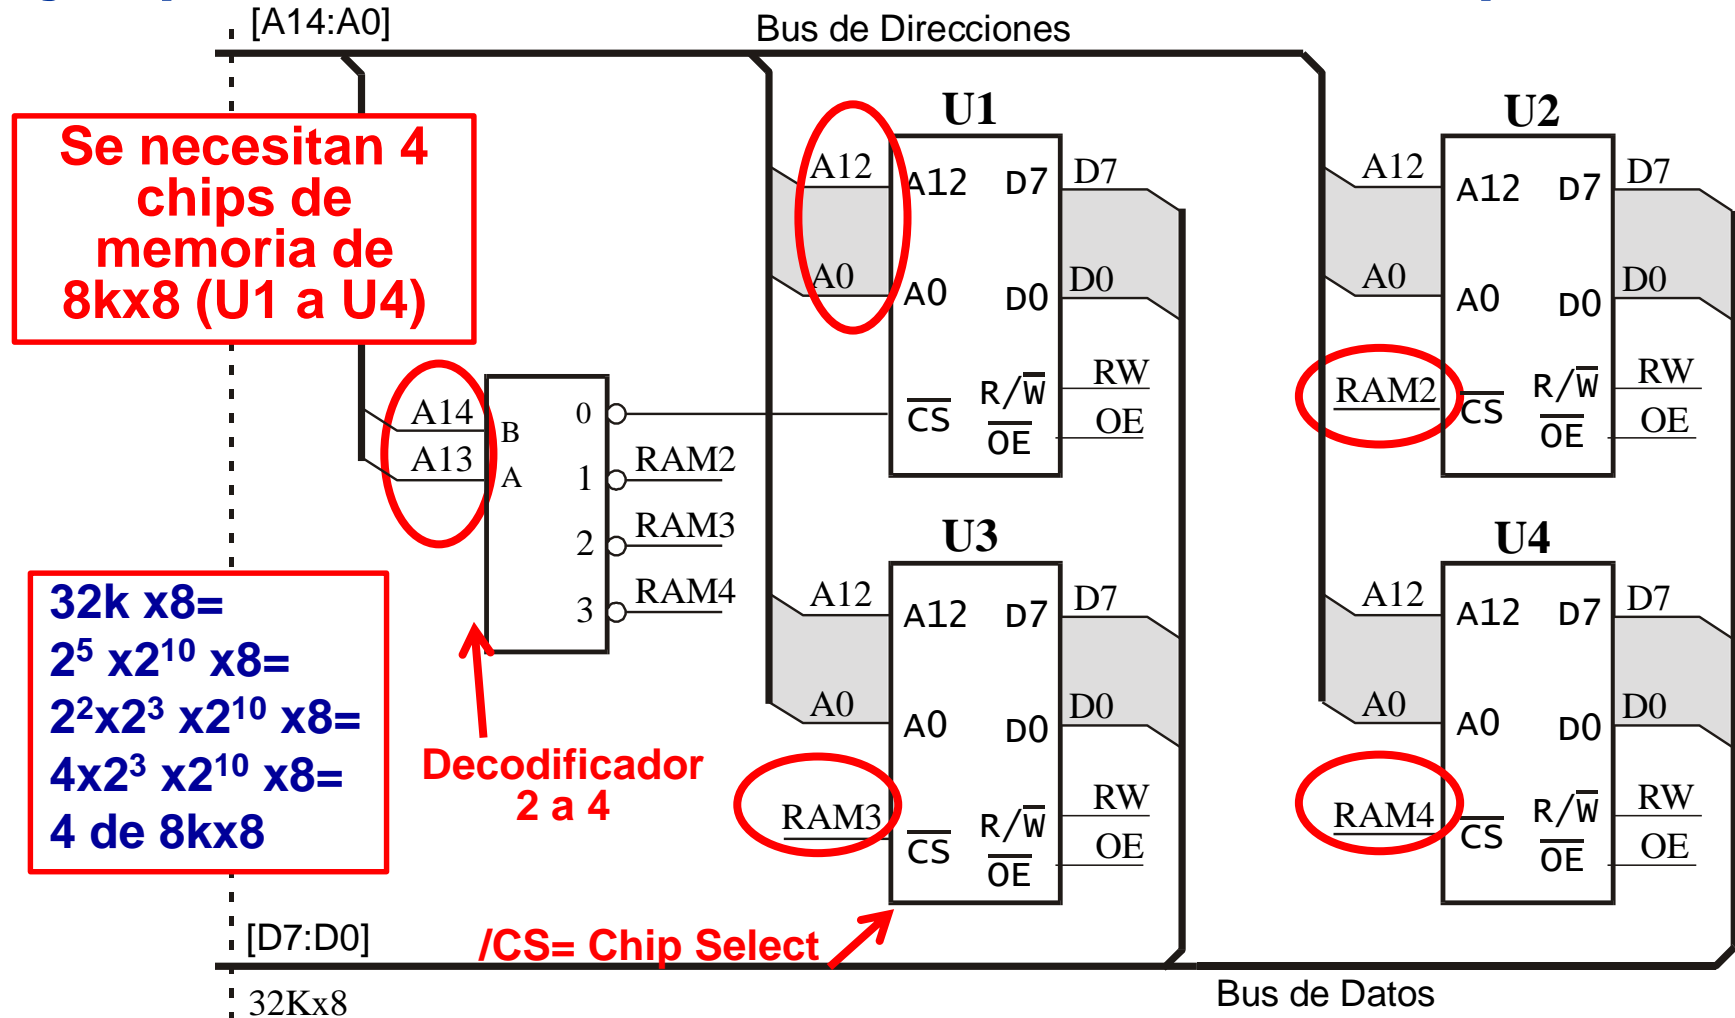 [A14:A0]
Bus de Direcciones
Se necesitan 4
chips de
memoria de
8kx8 (U1 a U4)
U1
A12
A0
A12 D7
A0 D0
CS R/W
OE
D7
D0
RW
OE
U2
A12
A0
RAM2
A12 D7
A0 D0
CS R/W
OE
D7
D0
RW
OE
A14
A13
B
A
0
1
2
3
RAM2
RAM3
RAM4
Decodificador
2 a 4
32k x8=
2⁵ x2¹⁰ x8=
2²x2³ x2¹⁰ x8=
4x2³ x2¹⁰ x8=
4 de 8kx8
U3
A12
A0
RAM3
A12 D7
A0 D0
CS R/W
OE
D7
D0
RW
OE
U4
A12
A0
RAM4
A12 D7
A0 D0
CS R/W
OE
D7
D0
RW
OE
/CS= Chip Select
[D7:D0]
Bus de Datos
32Kx8